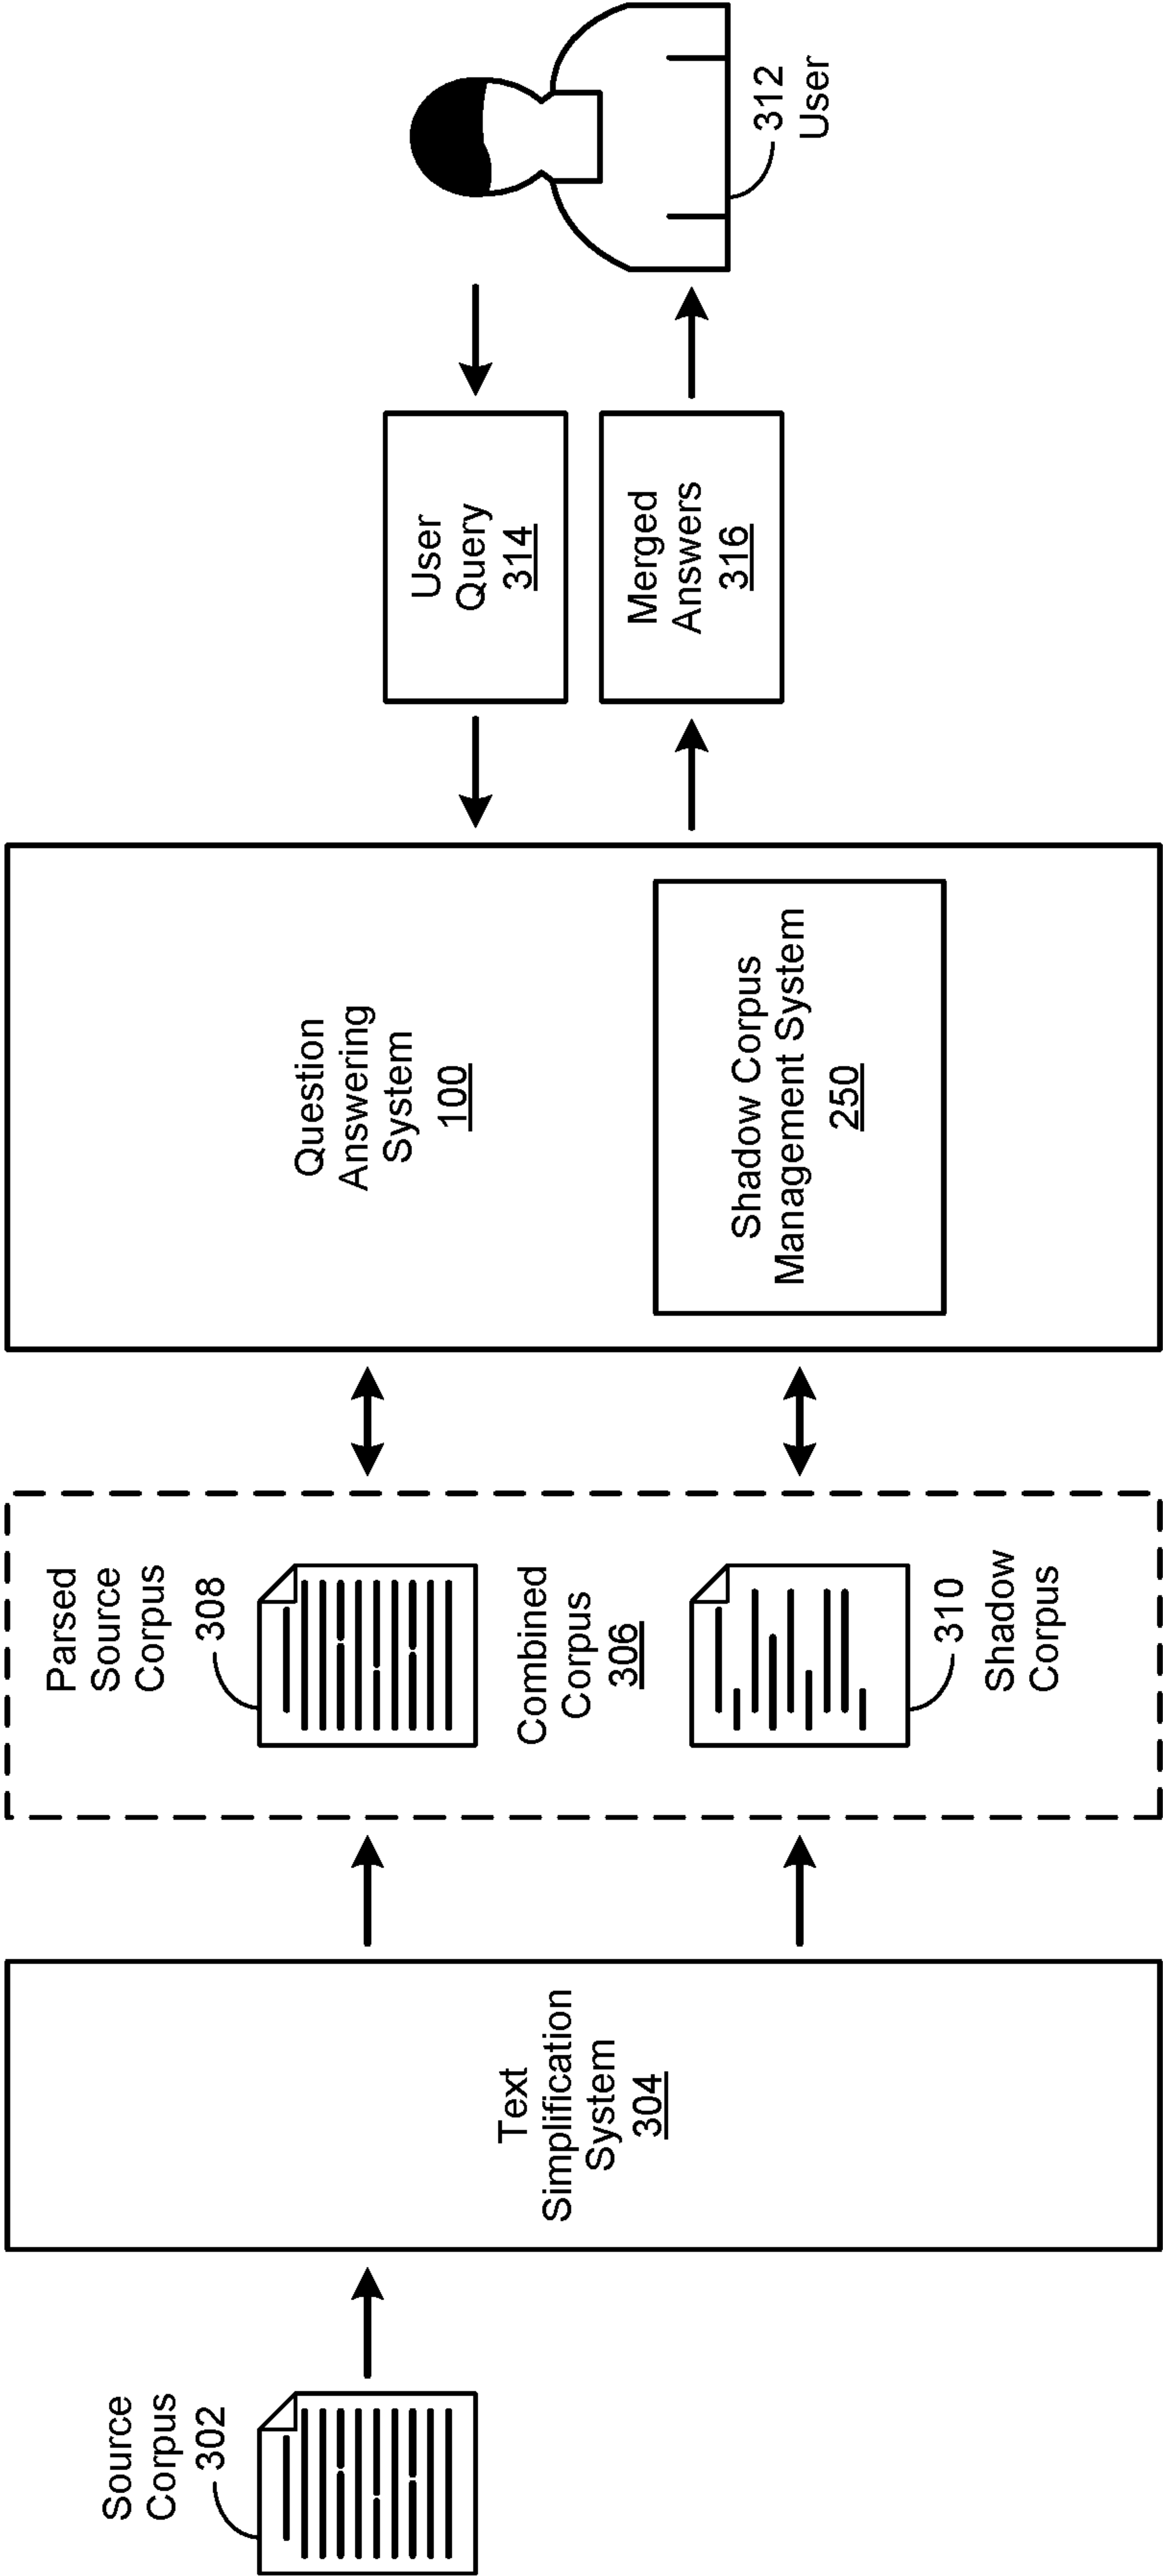 Source
Corpus
302
Text
Simplification
System
304
Parsed
Source
Corpus
308
Combined
Corpus
306
310
Shadow
Corpus
Question
Answering
System
100
Shadow Corpus
Management System
250
User
Query
314
Merged
Answers
316
312
User